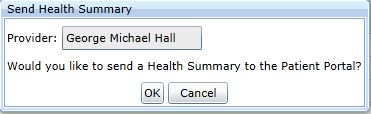 Send Health Summary
Provider: George Michael Hall
Would you like to send a Health Summary to the Patient Portal?
OK Cancel